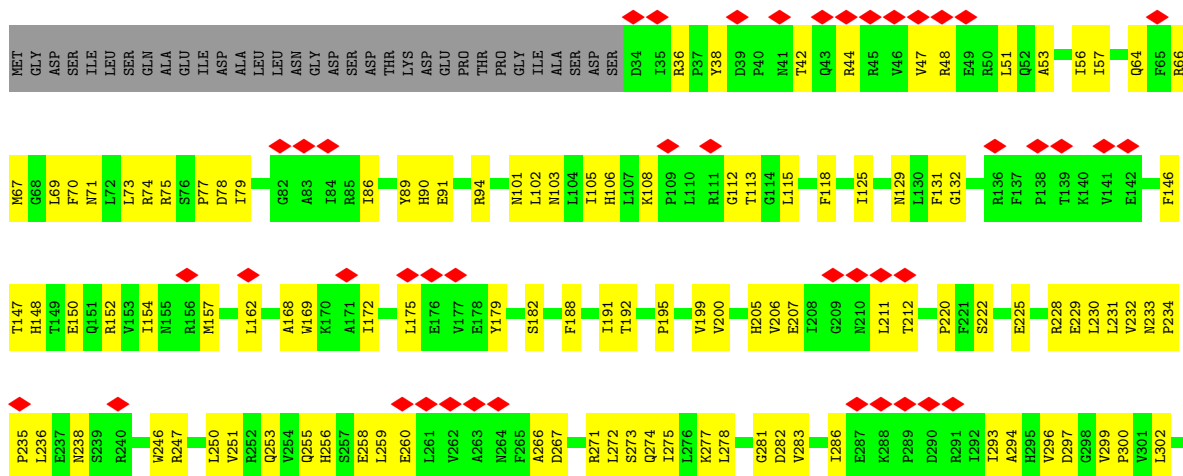 MET GLY ASP SER ILE LEU SER GLN ALA GLU ILE ASP ALA LEU LEU ASN GLY ASP SER ASP THR LYS ASP GLU PRO THR PRO GLY ILE ALA SER ASP SER D34 I35 R36 P37 Y38 D39 P40 N41 T42 Q43 R44 R45 V46 V47 R48 E49 R50 L51 Q52 A53 I56 I57 Q64 F65 R66
M67 G68 L69 F70 N71 L72 L73 R74 R75 S76 P77 D78 I79 G82 A83 I84 R85 I86 Y89 H90 E91 R94 N101 L102 N103 L104 I105 H106 L107 K108 P109 L110 R111 G112 T113 G114 L115 F118 I125 N129 L130 F131 G132 R136 F137 P138 T139 K140 V141 E142 F146
T147 H148 T149 E150 Q151 R152 V153 I154 N155 R156 M157 L162 A168 W169 K170 A171 I172 L175 E176 V177 E178 Y179 S182 F188 I191 T192 P195 V199 V200 H205 V206 E207 I208 G209 N210 L211 T212 P220 F221 S222 E225 R228 E229 L230 L231 V232 N233 P234
P235 L236 E237 N238 S239 R240 W246 R247 L250 V251 R252 Q253 V254 Q255 H256 S257 E258 L259 E260 L261 V262 A263 N264 F265 A266 D267 R271 L272 S273 Q274 I275 L276 K277 L278 G281 D282 V283 I286 E287 K288 P289 D290 R291 I292 I293 A294 H295 V296 D297 G298 V299 P300 V301 L302